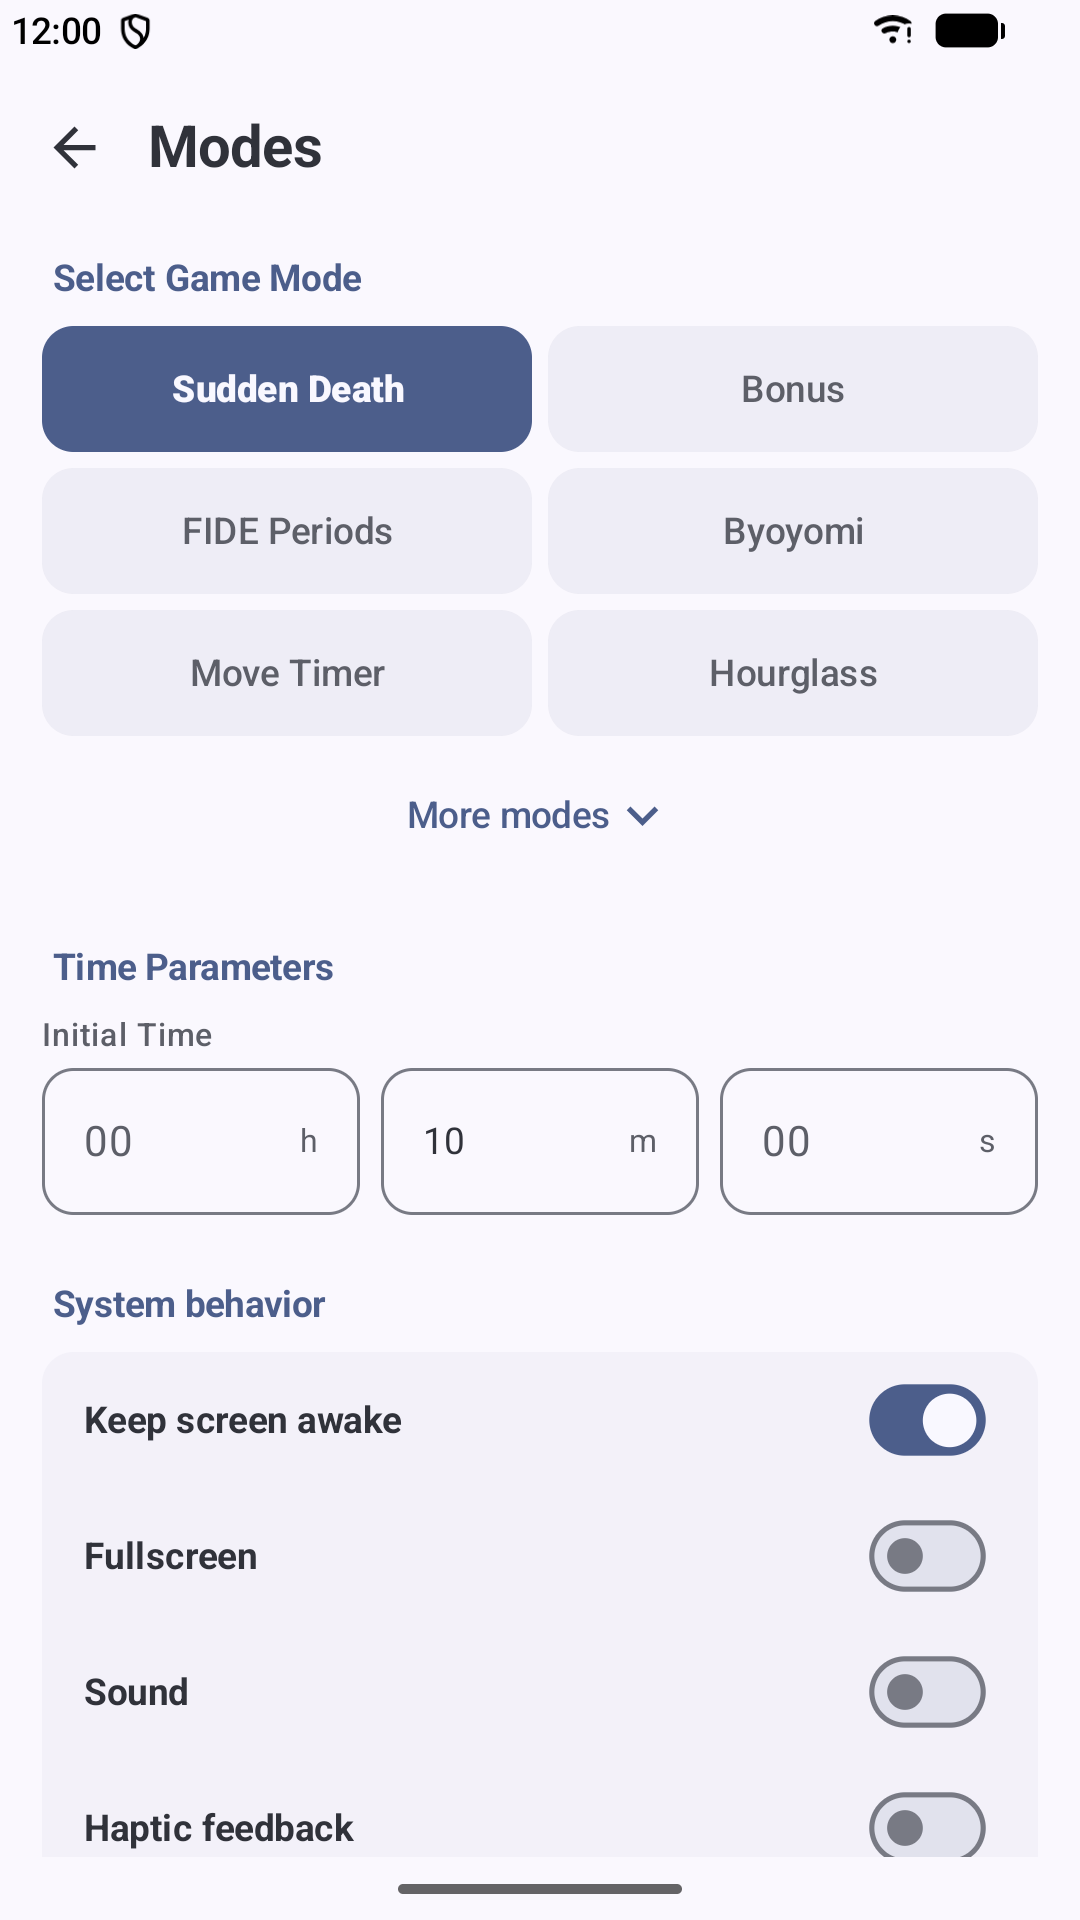 12:00
Modes
Select Game Mode
Sudden Death
Bonus
FIDE Periods
Byoyomi
Move Timer
Hourglass
More modes
Time Parameters
Initial Time
00 h
10 m
00 s
System behavior
Keep screen awake
Fullscreen
Sound
Haptic feedback